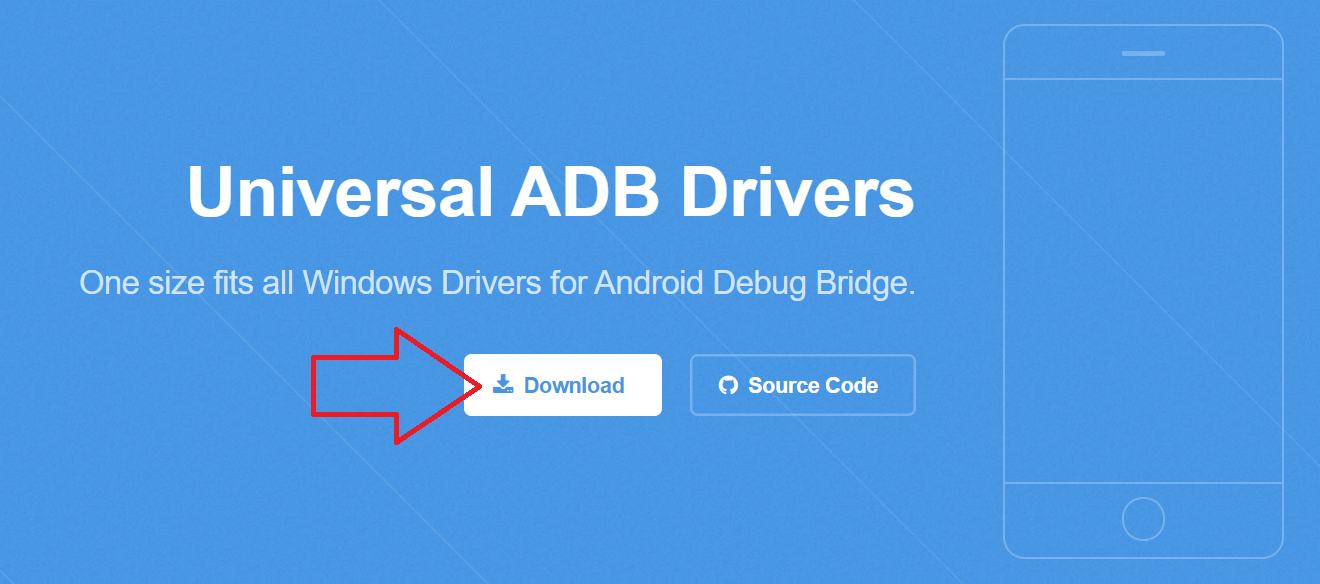 Universal ADB Drivers
One size fits all Windows Drivers for Android Debug Bridge.
Download
Source Code